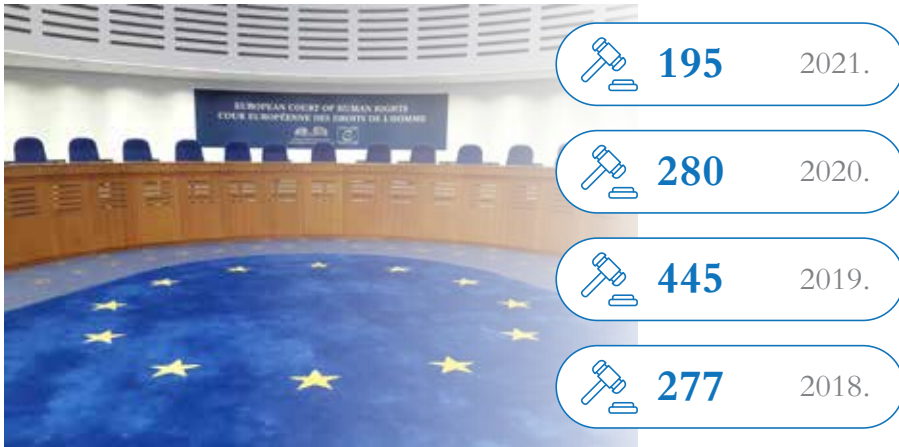 EUROPEAN COURT OF HUMAN RIGHTS
COUR EUROPÉENNE DES DROITS DE L'HOMME
195 2021.
280 2020.
445 2019.
277 2018.